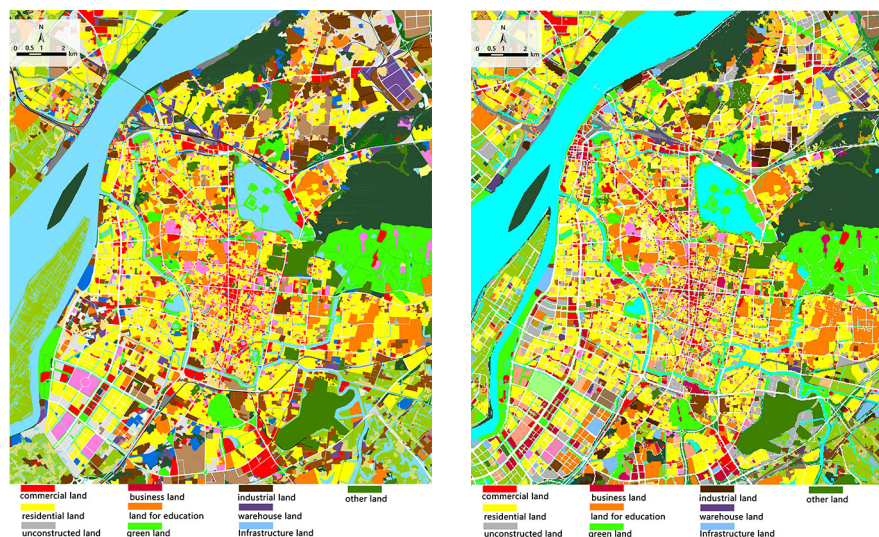 N
0 0.5 1 2
km
commercial land
business land
industrial land
other land
residential land
land for education
warehouse land
unconstructed land
green land
Infrastructure land
N
0 0.5 1 2
km
commercial land
business land
industrial land
other land
residential land
land for education
warehouse land
unconstructed land
green land
Infrastructure land